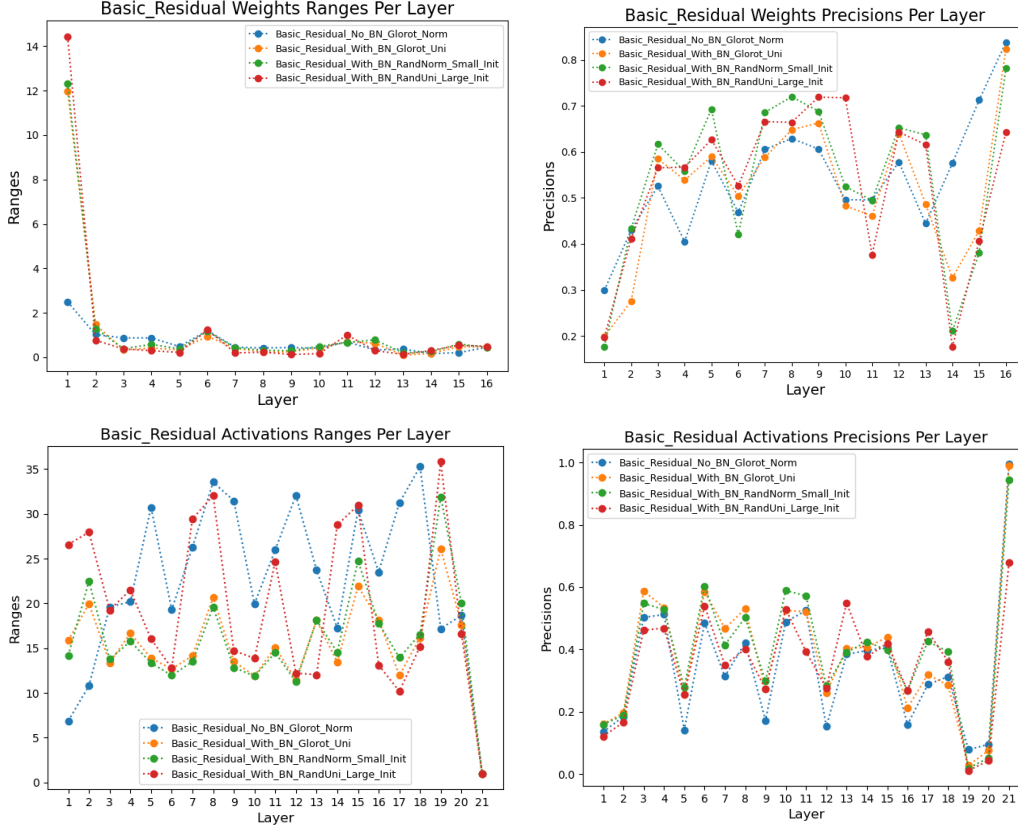 Basic_Residual Weights Ranges Per Layer
Ranges
14
12
10
8
6
4
2
0
Basic_Residual_No_BN_Glorot_Norm
Basic_Residual_With_BN_Glorot_Uni
Basic_Residual_With_BN_RandNorm_Small_Init
Basic_Residual_With_BN_RandUni_Large_Init
1 2 3 4 5 6 7 8 9 10 11 12 13 14 15 16
Layer
Basic_Residual Weights Precisions Per Layer
Precisions
0.8
0.7
0.6
0.5
0.4
0.3
0.2
Basic_Residual_No_BN_Glorot_Norm
Basic_Residual_With_BN_Glorot_Uni
Basic_Residual_With_BN_RandNorm_Small_Init
Basic_Residual_With_BN_RandUni_Large_Init
1 2 3 4 5 6 7 8 9 10 11 12 13 14 15 16
Layer
Basic_Residual Activations Ranges Per Layer
Ranges
35
30
25
20
15
10
5
0
Basic_Residual_No_BN_Glorot_Norm
Basic_Residual_With_BN_Glorot_Uni
Basic_Residual_With_BN_RandNorm_Small_Init
Basic_Residual_With_BN_RandUni_Large_Init
1 2 3 4 5 6 7 8 9 10 11 12 13 14 15 16 17 18 19 20 21
Layer
Basic_Residual Activations Precisions Per Layer
Precisions
1.0
0.8
0.6
0.4
0.2
0.0
Basic_Residual_No_BN_Glorot_Norm
Basic_Residual_With_BN_Glorot_Uni
Basic_Residual_With_BN_RandNorm_Small_Init
Basic_Residual_With_BN_RandUni_Large_Init
1 2 3 4 5 6 7 8 9 10 11 12 13 14 15 16 17 18 19 20 21
Layer